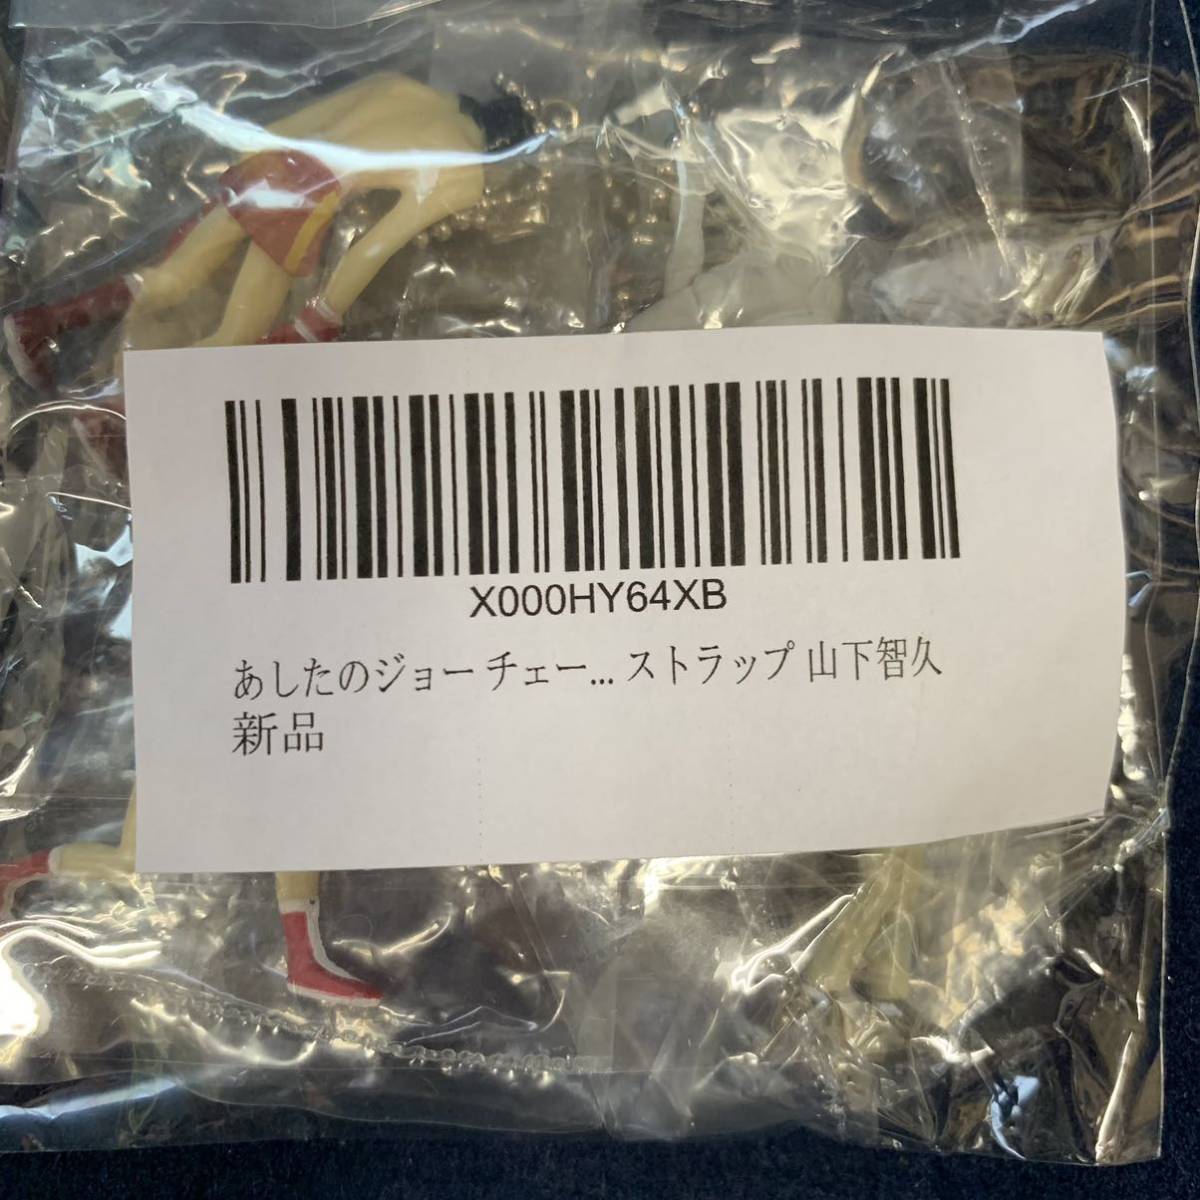 X000HY64XB
あしたのジョー チェー... ストラップ 山下智久
新品